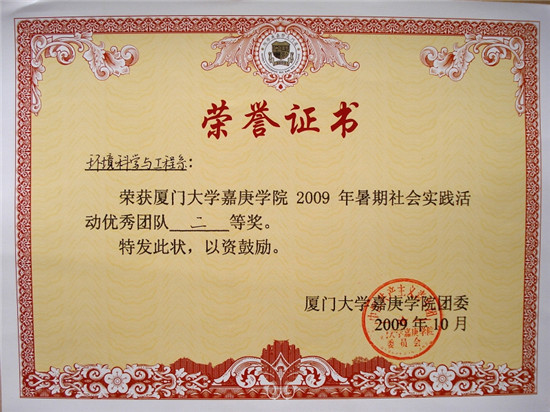 荣誉证书
环境科学与工程系：
荣获厦门大学嘉庚学院 2009 年暑期社会实践活
动优秀团队 二 等奖。
特发此状，以资鼓励。
厦门大学嘉庚学院团委
2009 年 10 月